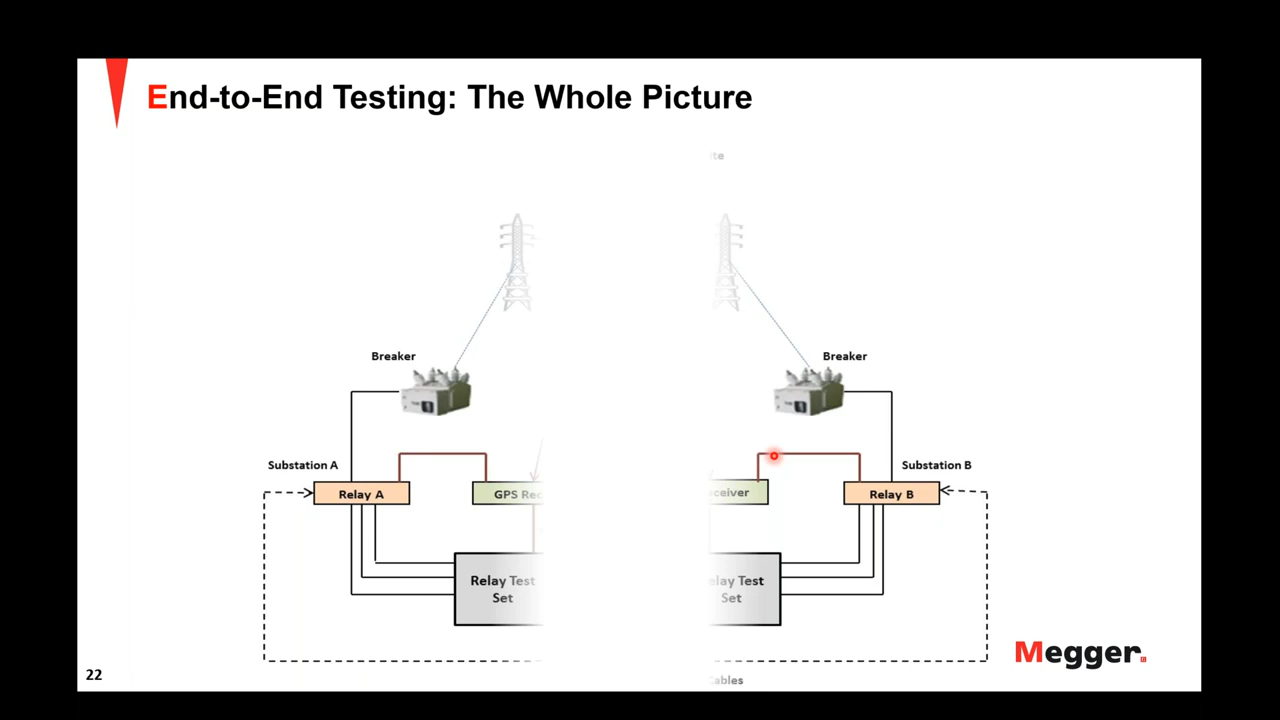 End-to-End Testing: The Whole Picture
Breaker
Breaker
Substation A
Substation B
Relay A
GPS Rec
ceiver
Relay B
Relay Test
Set
elay Test
Set
Megger
22
Cables